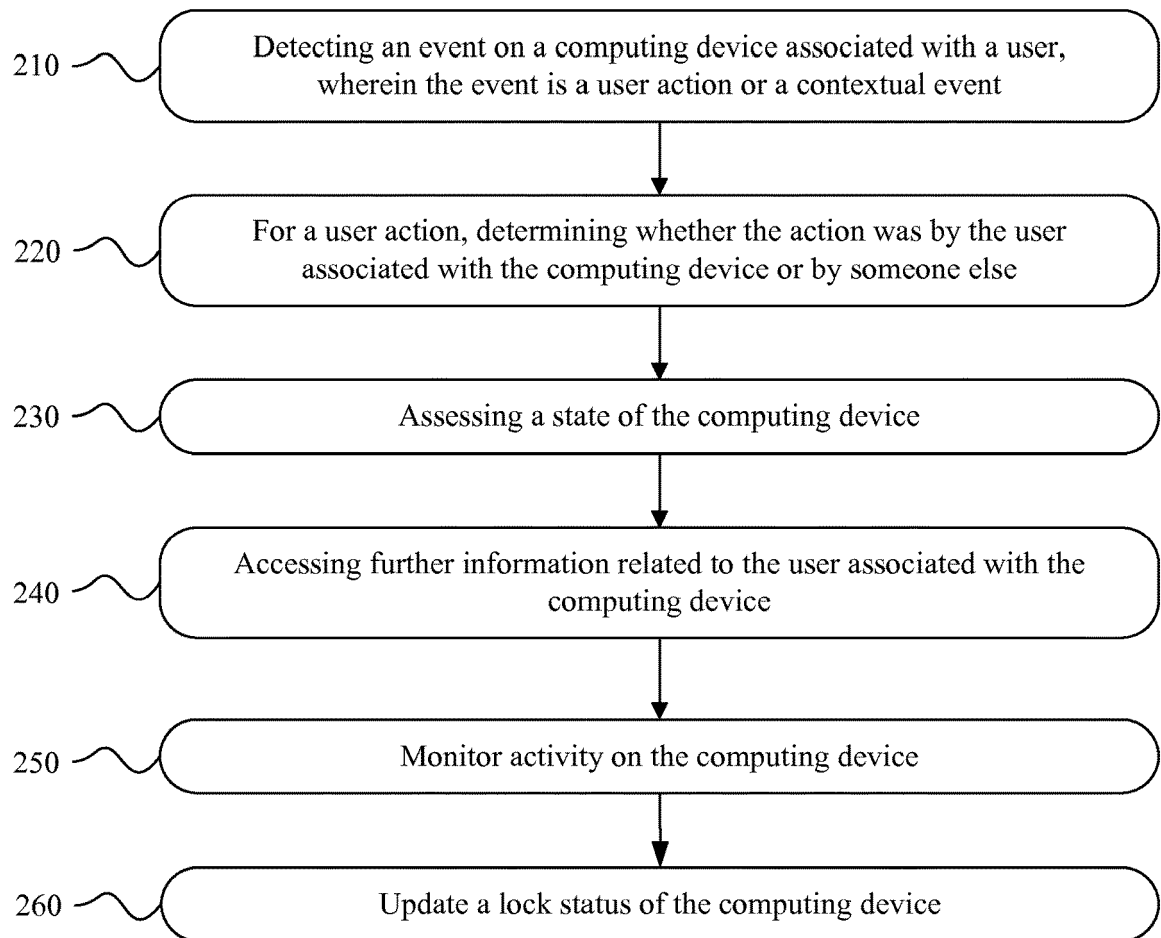 210
Detecting an event on a computing device associated with a user,
wherein the event is a user action or a contextual event
220
For a user action, determining whether the action was by the user
associated with the computing device or by someone else
230
Assessing a state of the computing device
240
Accessing further information related to the user associated with the
computing device
250
Monitor activity on the computing device
260
Update a lock status of the computing device